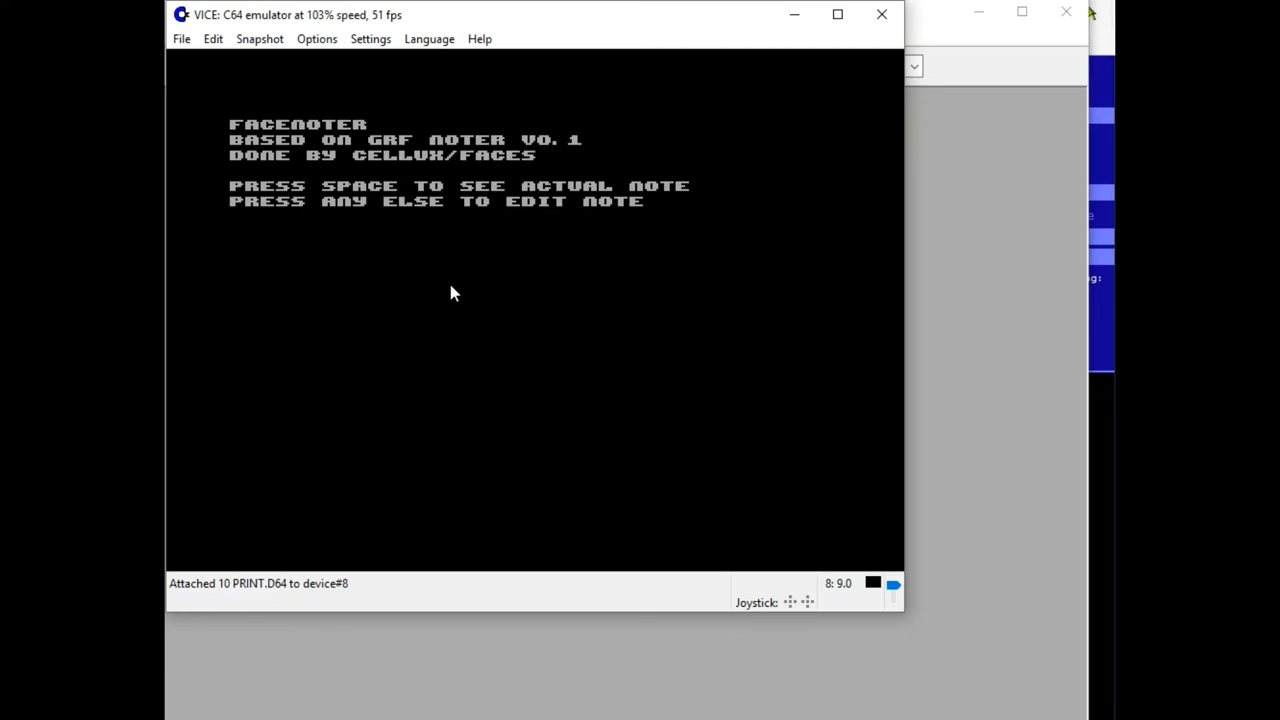 VICE: C64 emulator at 103% speed, 51 fps
File Edit Snapshot Options Settings Language Help
FACENOTER
BASED ON GRF NOTER V0.1
DONE BY CELLUX/FACES
PRESS SPACE TO SEE ACTUAL NOTE
PRESS ANY ELSE TO EDIT NOTE
Attached 10 PRINT.D64 to device#8
8: 9.0
Joystick: